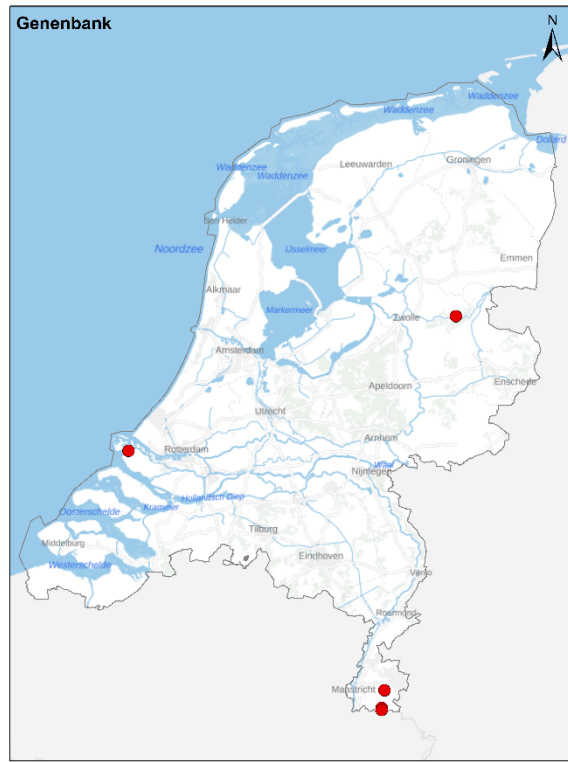 Genenbank
N
Waddenzee
Waddenzee
Dollard
Groningen
Leeuwarden
Waddenzee
Waddenzee
Den Helder
Noordzee
IJsselmeer
Emmen
Alkmaar
Markermeer
Zwolle
Amsterdam
Enschede
Apeldoorn
Utrecht
Arnhem
Rotterdam
Waal
Nijmegen
Hollandsch Diep
Krammer
Oosterschelde
Tilburg
Middelburg
Eindhoven
Westerschelde
Venlo
Roermond
Maastricht